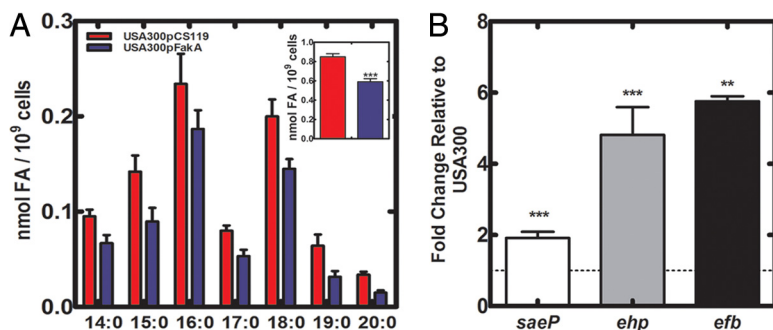 A
0.3
0.2
0.1
0.0
nmol FA / 10⁹ cells
USA300pCS119
USA300pFakA
1.0
0.8
0.6
0.4
0.2
0.0
nmol FA / 10⁹ cells
***
14:0 15:0 16:0 17:0 18:0 19:0 20:0
B
Fold Change Relative to
USA300
8
6
4
2
0
***
***
**
saeP ehp efb